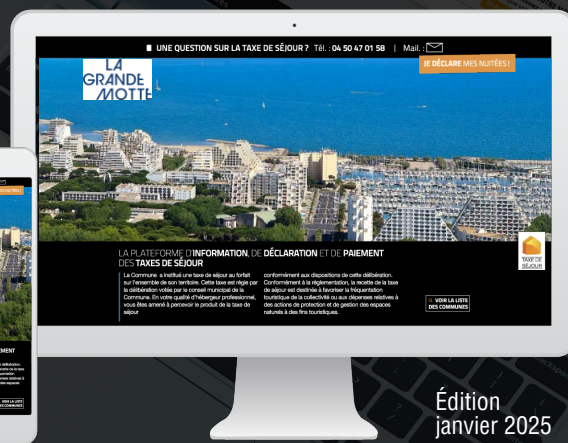 UNE QUESTION SUR LA TAXE DE SÉJOUR ? Tél. : 04 50 47 01 58 | Mail. :
JE DÉCLARE MES NUITÉES !
LA
GRANDE
MOTTE
LA PLATEFORME D'INFORMATION, DE DÉCLARATION ET DE PAIEMENT
DES TAXES DE SÉJOUR
La Commune a institué une taxe de séjour au forfait
sur l'ensemble de son territoire. Cette taxe est régie par
la délibération votée par le conseil municipal de la
Commune. En votre qualité d'hébergeur professionnel,
vous êtes amené à percevoir le produit de la taxe de
séjour
conformément aux dispositions de cette délibération.
Conformément à la réglementation, la recette de la taxe
de séjour est destinée à favoriser la fréquentation
touristique de la collectivité ou aux dépenses relatives à
des actions de protection et de gestion des espaces
naturels à des fins touristiques.
TAXE DE
SÉJOUR
VOIR LA LISTE
DES COMMUNES
EMENT
VOIR LA LISTE
DES COMMUNES
Édition
janvier 2025